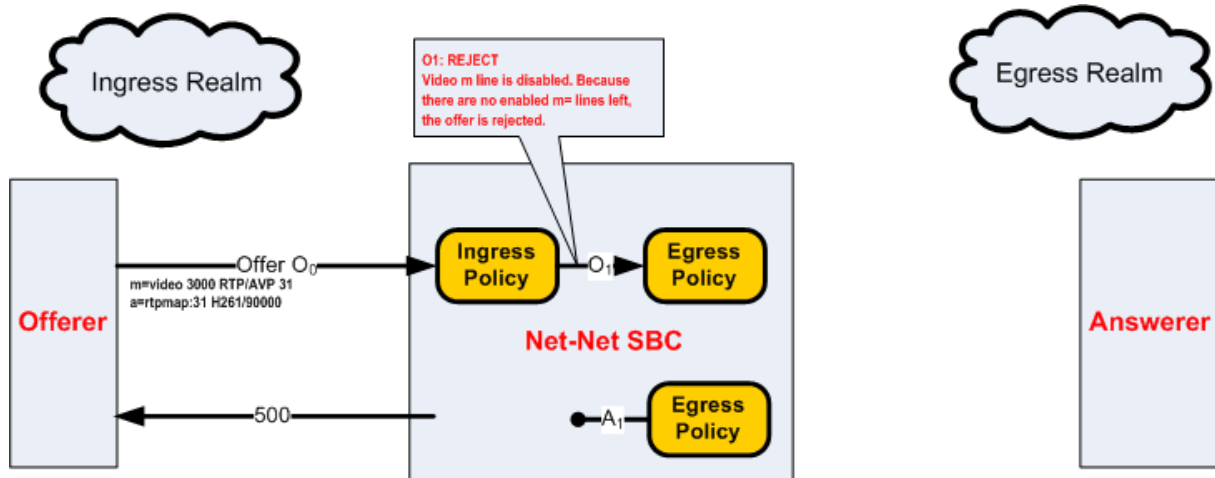 Ingress Realm
Egress Realm
O1: REJECT
Video m line is disabled. Because
there are no enabled m= lines left,
the offer is rejected.
Offer O₀
m=video 3000 RTP/AVP 31
a=rtpmap:31 H261/90000
Ingress
Policy
O₁
Egress
Policy
Offerer
Net-Net SBC
Answerer
500
A₁
Egress
Policy